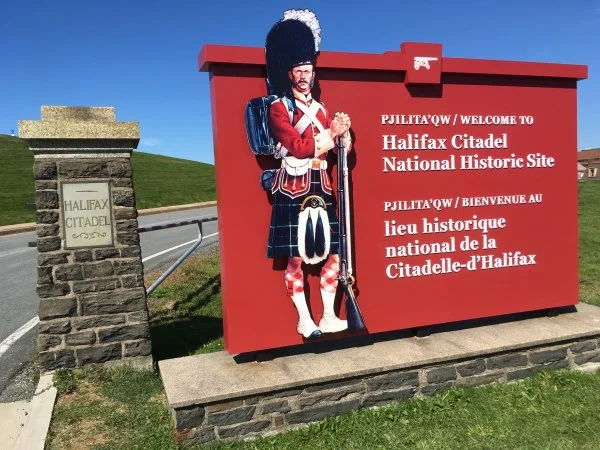 HALIFAX
CITADEL
PJILITA'QW / WELCOME TO
Halifax Citadel
National Historic Site
PJILITA'QW / BIENVENUE AU
lieu historique
national de la
Citadelle-d'Halifax